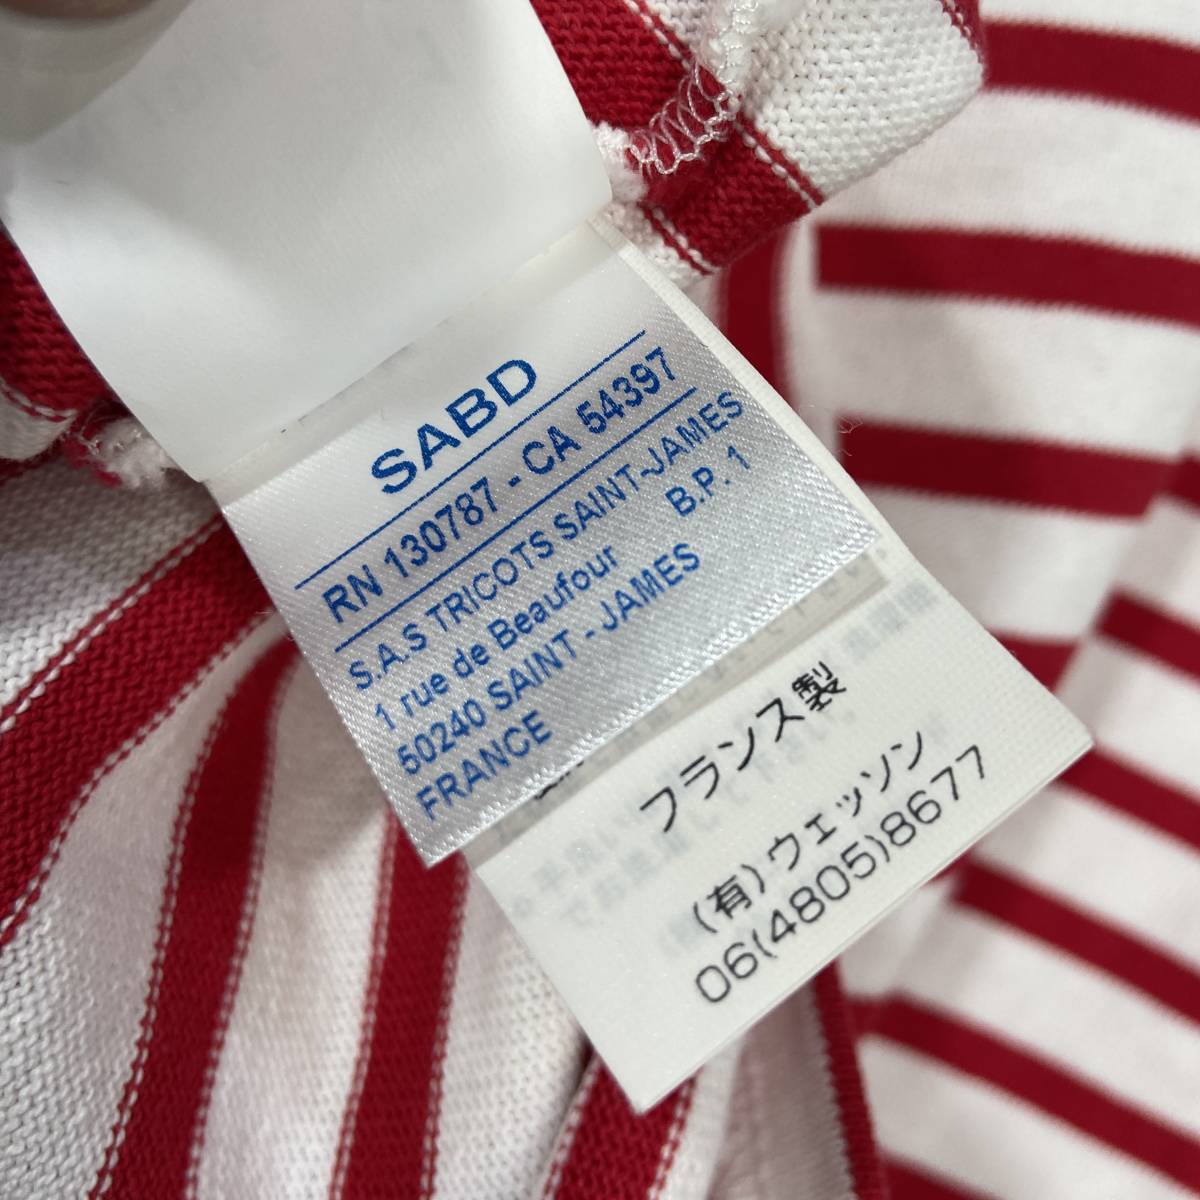 SABD
RN 130787 - CA 54397
S.A.S TRICOTS SAINT-JAMES
1 rue de Beaufour B.P. 1
50240 SAINT - JAMES
FRANCE
フランス製
(有)ウェッソン
06(4805)8677